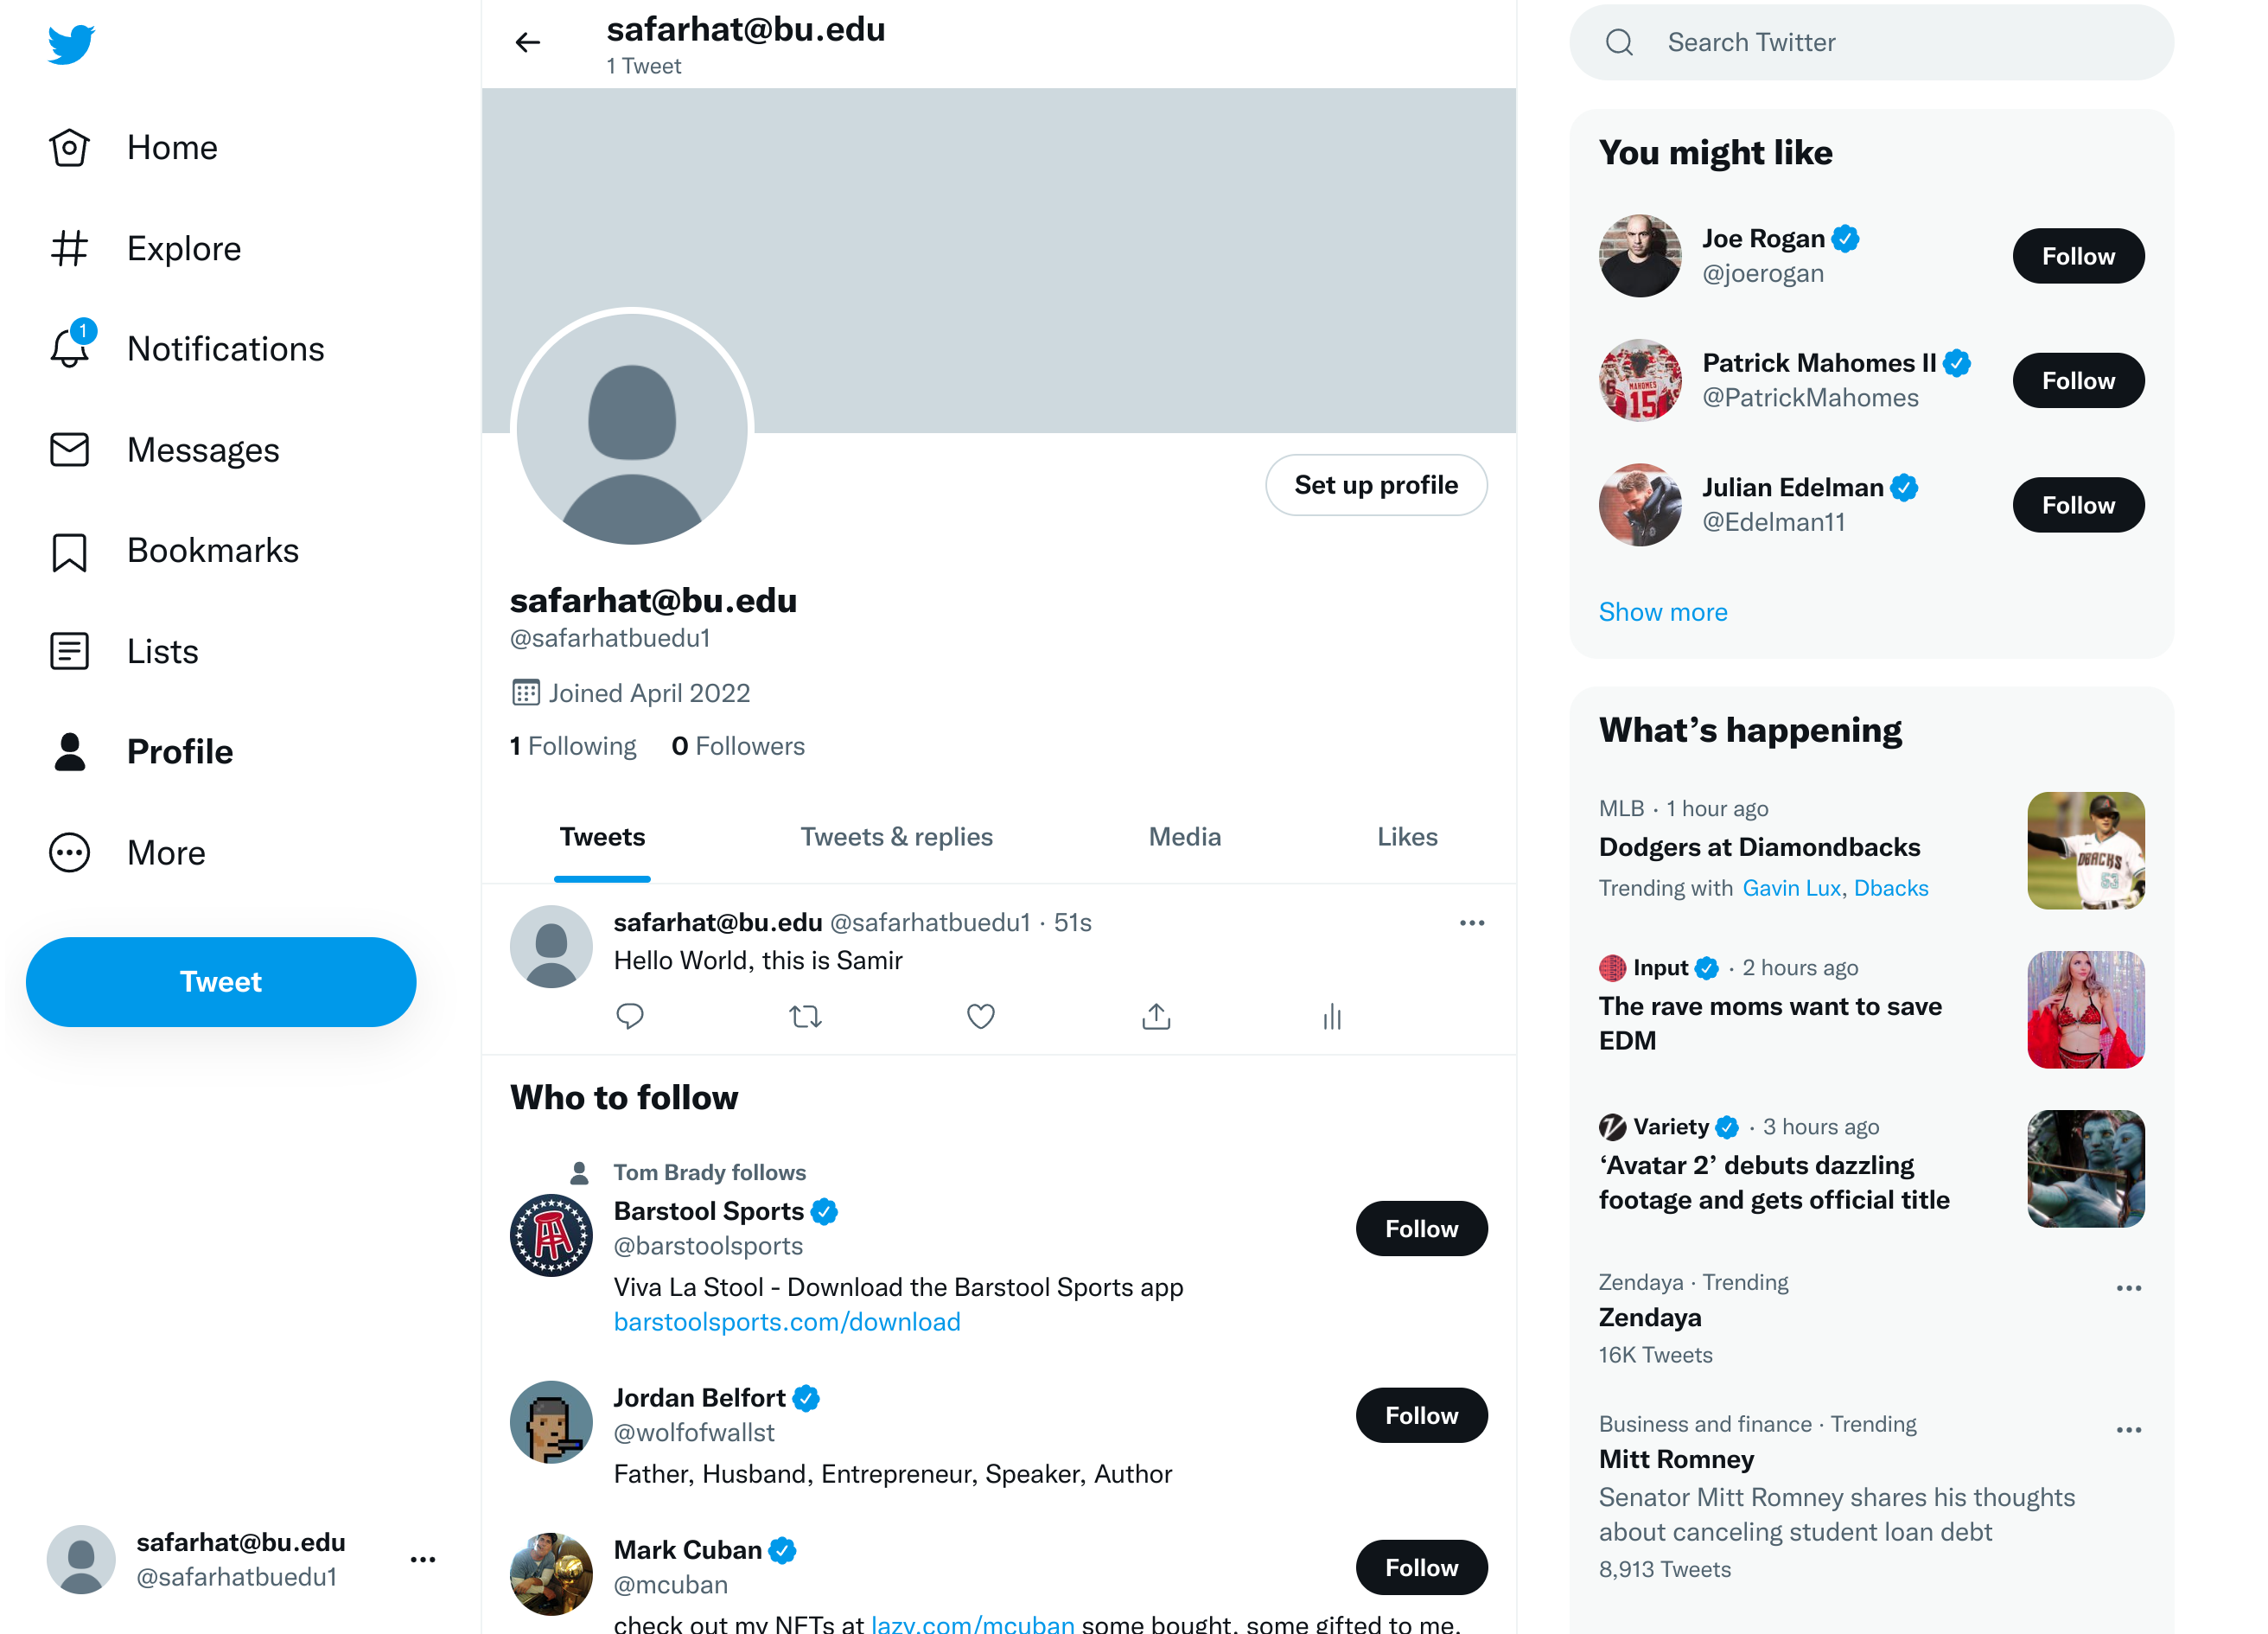 Home
Explore
1
Notifications
Messages
Bookmarks
Lists
Profile
More
Tweet
safarhat@bu.edu
@safarhatbuedu1
safarhat@bu.edu
1 Tweet
Set up profile
safarhat@bu.edu
@safarhatbuedu1
Joined April 2022
1 Following 0 Followers
Tweets Tweets & replies Media Likes
safarhat@bu.edu @safarhatbuedu1 · 51s
Hello World, this is Samir
Who to follow
Tom Brady follows
Barstool Sports
@barstoolsports
Follow
Viva La Stool - Download the Barstool Sports app
barstoolsports.com/download
Jordan Belfort
@wolfofwallst
Follow
Father, Husband, Entrepreneur, Speaker, Author
Mark Cuban
@mcuban
Follow
check out my NFTs at lazy.com/mcuban some bought. some gifted to me.
Search Twitter
You might like
Joe Rogan
@joerogan
Follow
Patrick Mahomes II
@PatrickMahomes
Follow
MAHOMES
15
Julian Edelman
@Edelman11
Follow
Show more
What’s happening
MLB · 1 hour ago
Dodgers at Diamondbacks
Trending with Gavin Lux, Dbacks
DBACKS
53
Input · 2 hours ago
The rave moms want to save
EDM
Variety · 3 hours ago
‘Avatar 2’ debuts dazzling
footage and gets official title
Zendaya · Trending
Zendaya
16K Tweets
Business and finance · Trending
Mitt Romney
Senator Mitt Romney shares his thoughts
about canceling student loan debt
8,913 Tweets